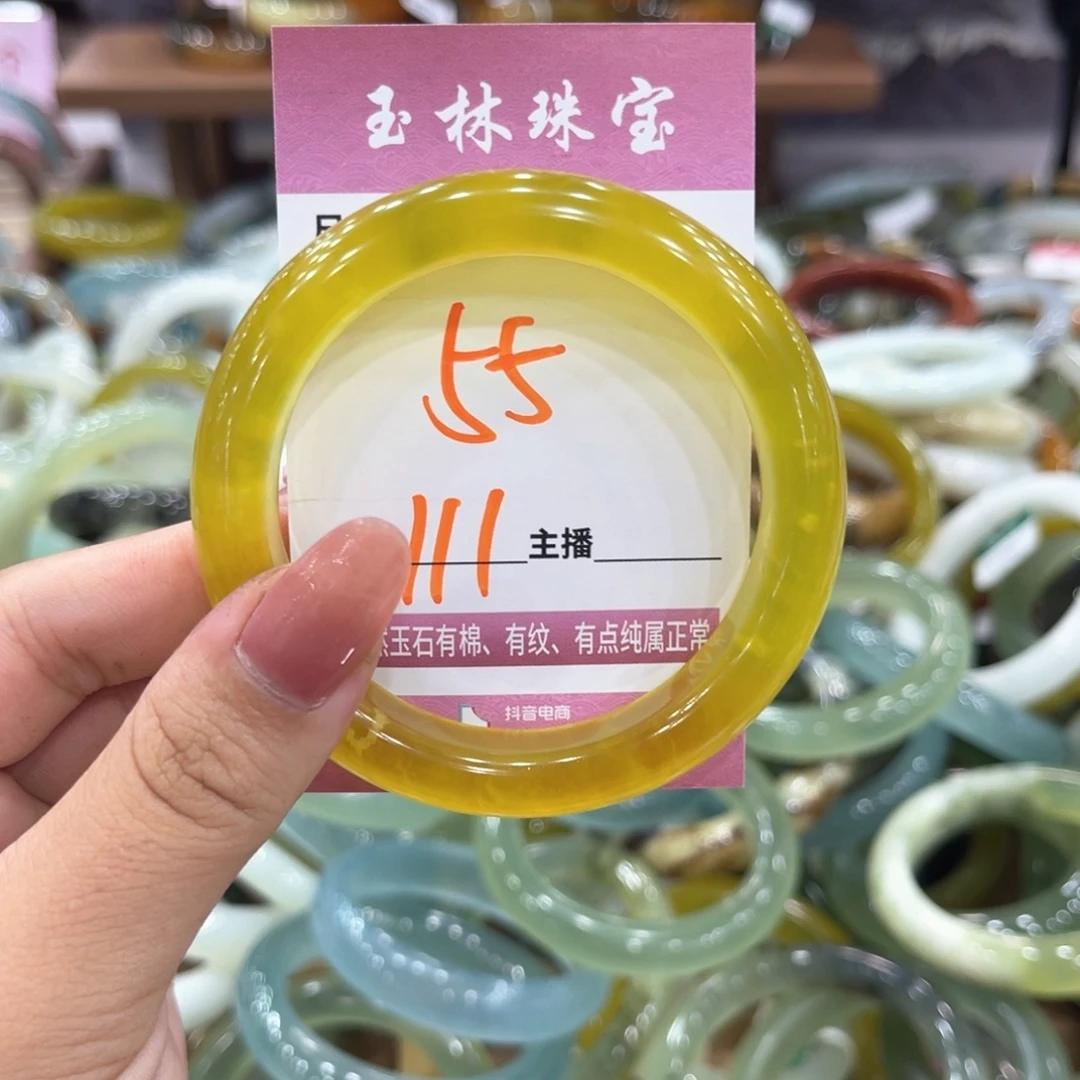 玉林珠宝
55
111
主播
玉石有棉、有纹、有点纯属正常
抖音电商